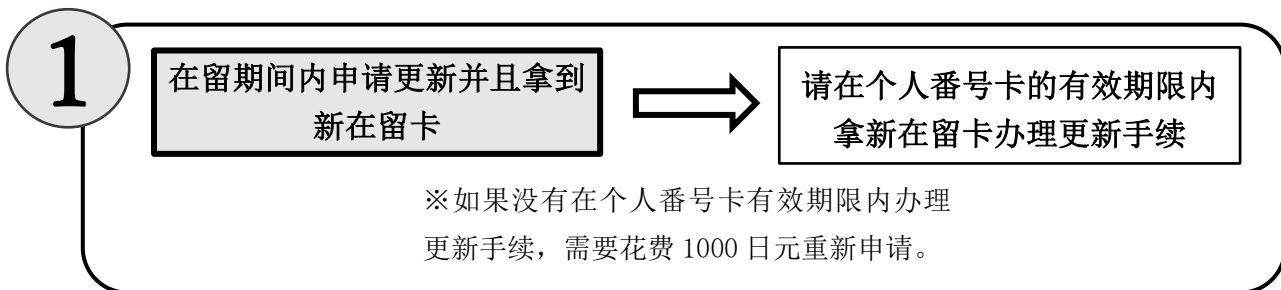 1
在留期间内申请更新并且拿到
新在留卡
请在个人番号卡的有效期限内
拿新在留卡办理更新手续
※如果没有在个人番号卡有效期限内办理
更新手续，需要花费 1000 日元重新申请。